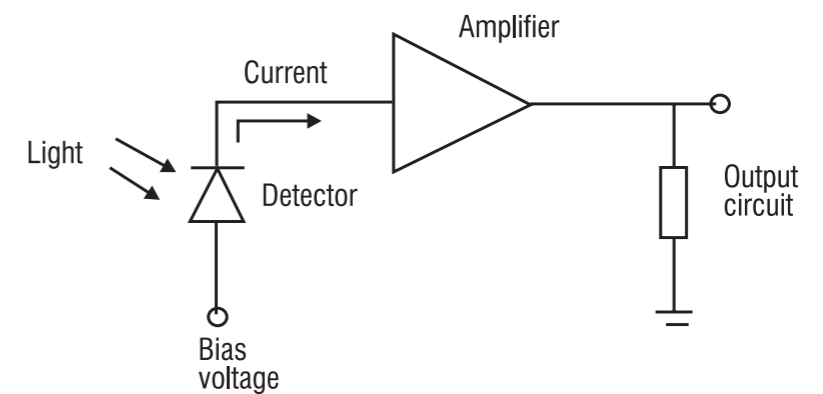 Amplifier
Current
Light
Detector
Output
circuit
Bias
voltage